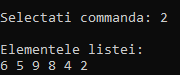 Selectati commanda: 2
Elementele listei:
6 5 9 8 4 2